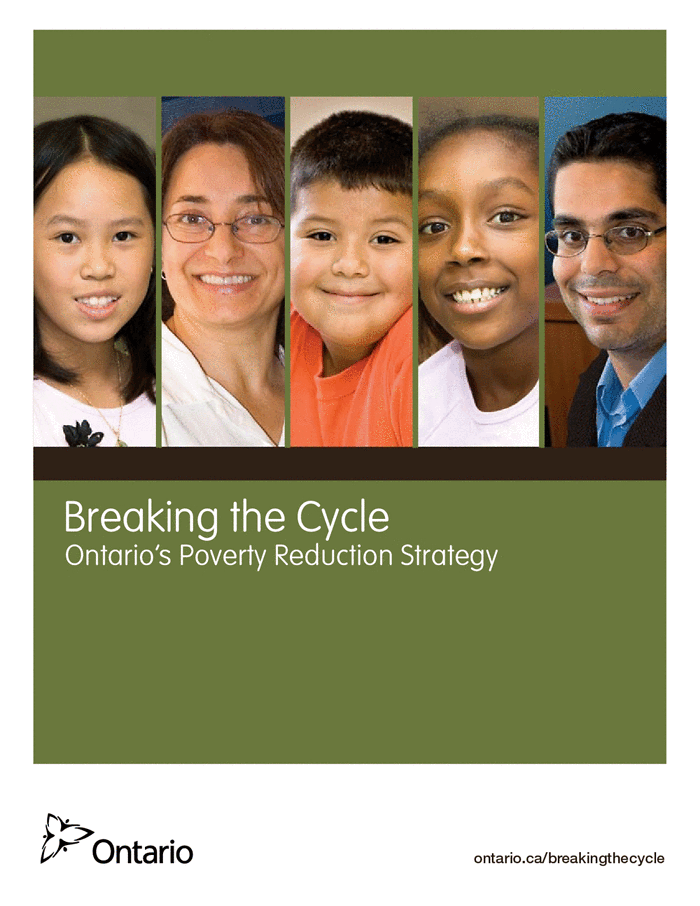 Breaking the Cycle
Ontario's Poverty Reduction Strategy
Ontario
ontario.ca/breakingthecycle